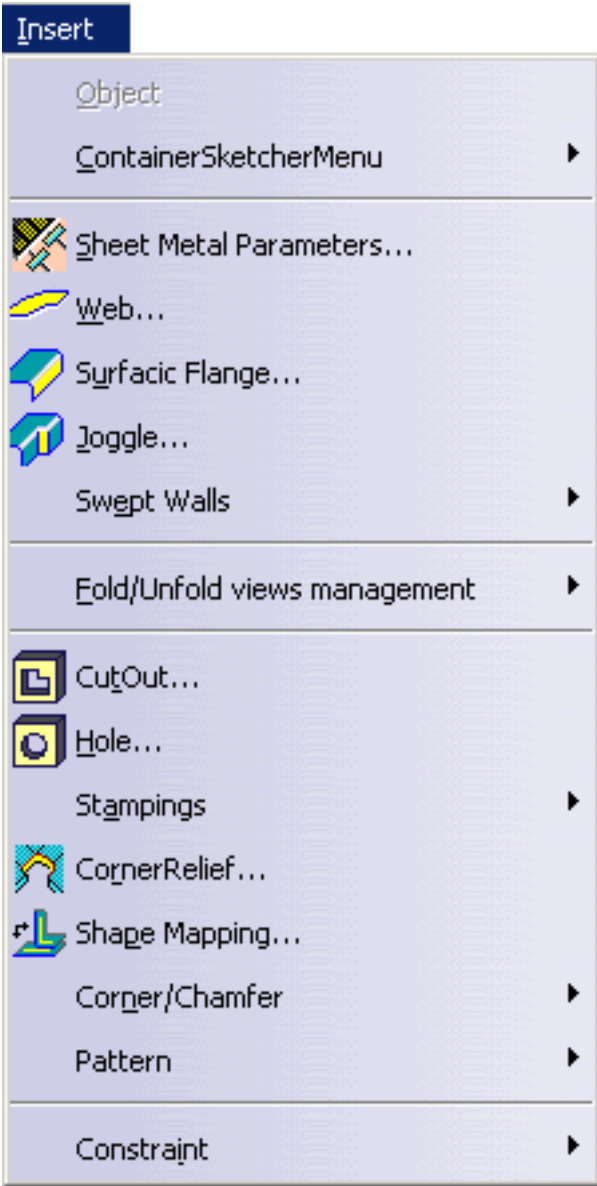 Insert
Object
ContainerSketcherMenu
Sheet Metal Parameters...
Web...
Surfacic Flange...
Joggle...
Swept Walls
Fold/Unfold views management
CutOut...
Hole...
Stampings
CornerRelief...
Shape Mapping...
Corner/Chamfer
Pattern
Constraint